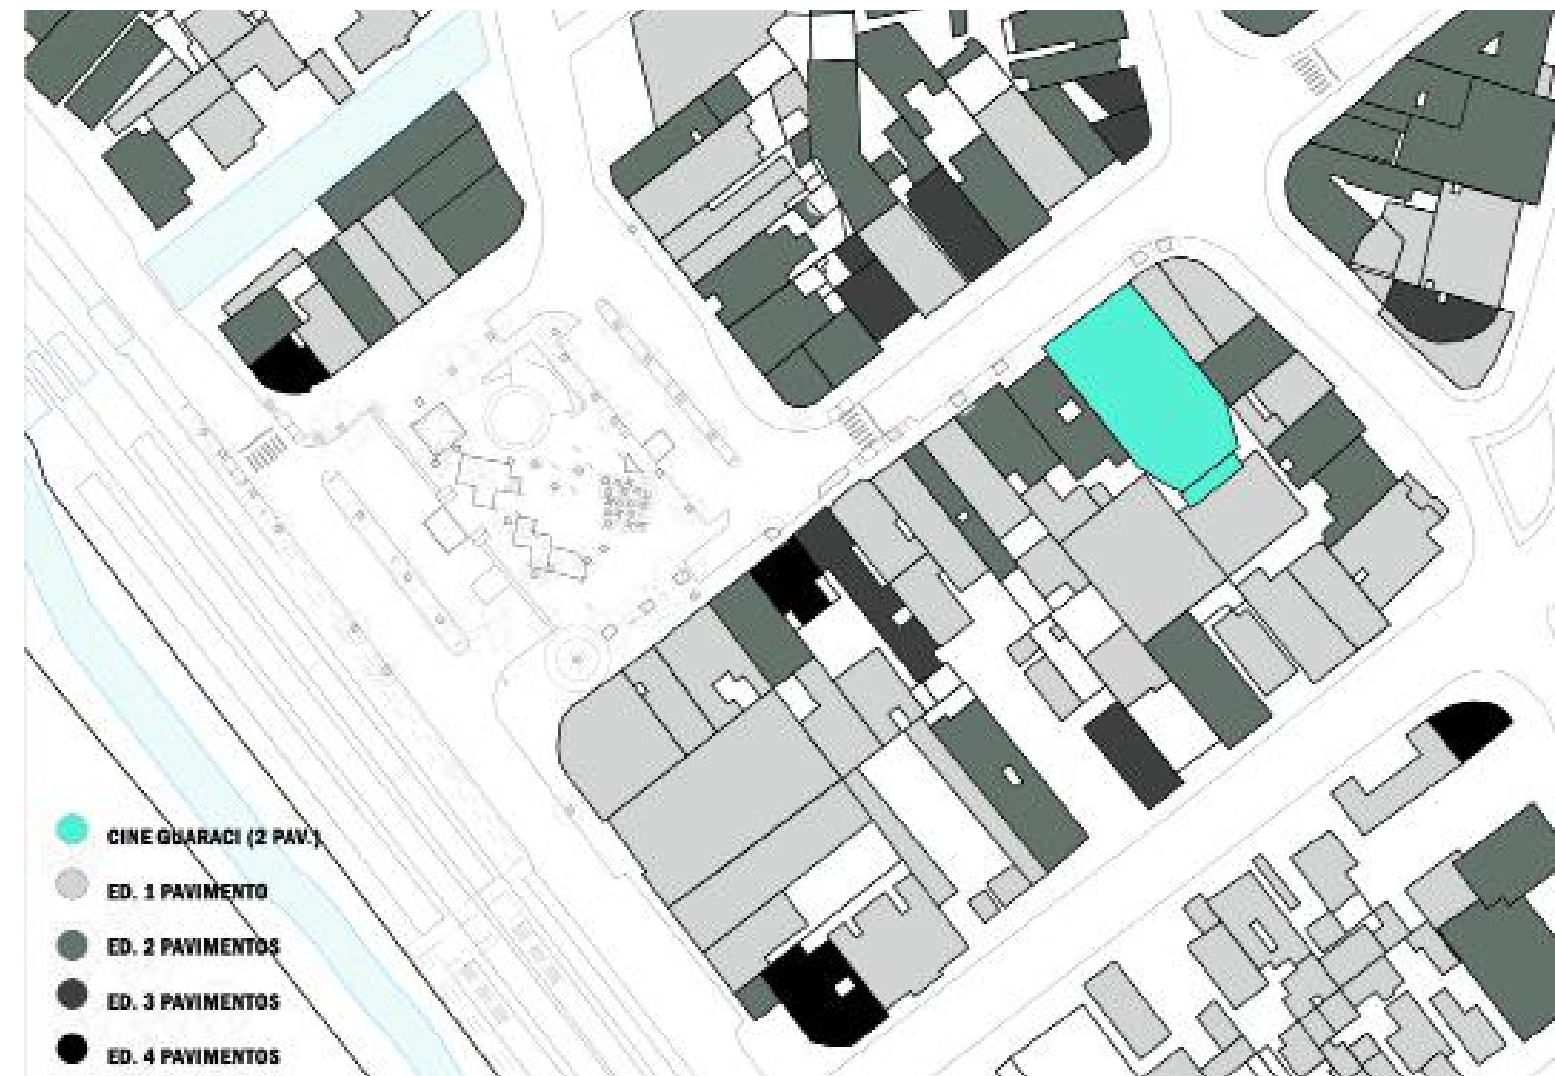 CINE GUARACI (2 PAV.)
ED. 1 PAVIMENTO
ED. 2 PAVIMENTOS
ED. 3 PAVIMENTOS
ED. 4 PAVIMENTOS